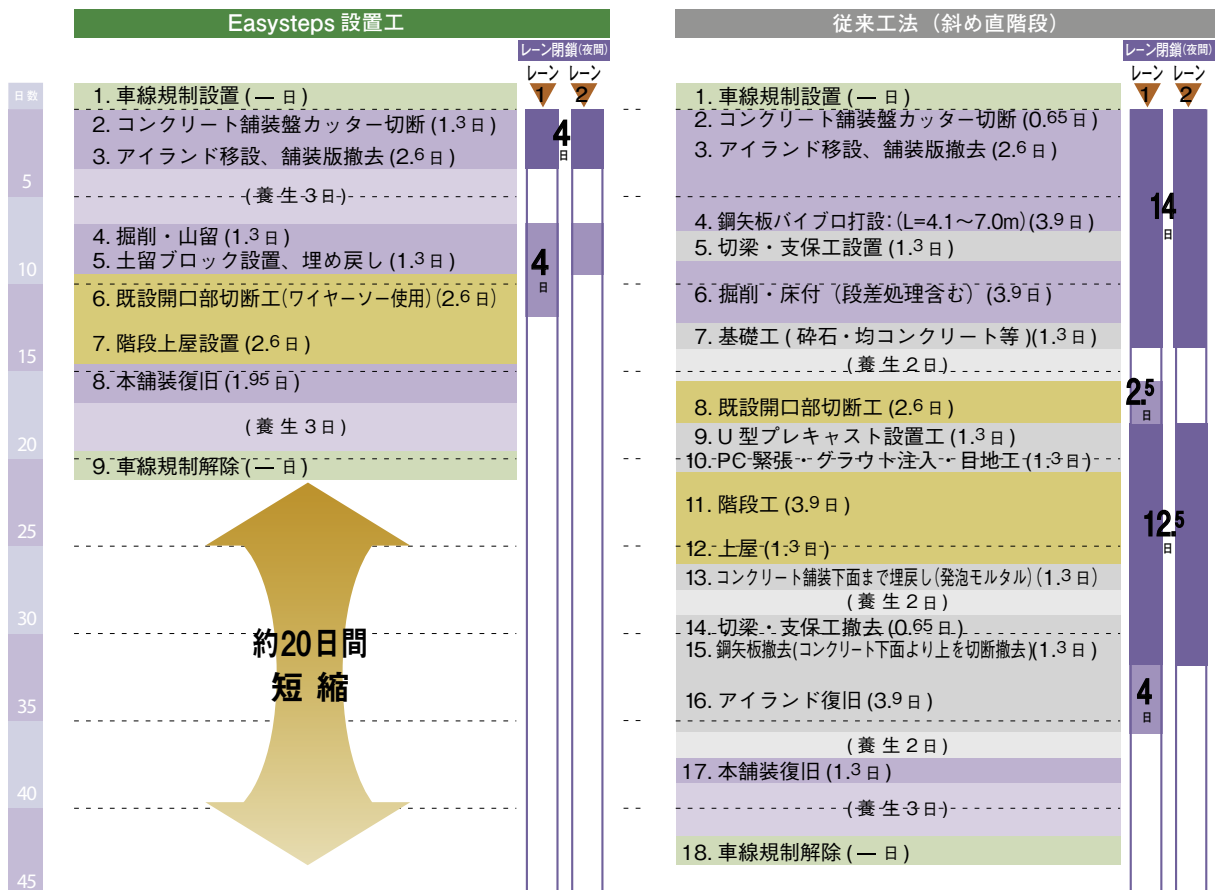 Easysteps 設置工
レーン閉鎖(夜間)
レーン レーン
1 2
日数
1. 車線規制設置 (— 日)
2. コンクリート舗装盤カッター切断 (1.3日)
3. アイランド移設、舗装版撤去 (2.6日)
(養生3日)
4. 掘削・山留 (1.3日)
5. 土留ブロック設置、埋め戻し (1.3日)
6. 既設開口部切断工(ワイヤーソー使用)(2.6日)
7. 階段上屋設置 (2.6日)
8. 本舗装復旧 (1.95日)
(養生3日)
9. 車線規制解除 (— 日)
4日
4日
約20日間
短縮
5
10
15
20
25
30
35
40
45
従来工法（斜め直階段）
レーン閉鎖(夜間)
レーン レーン
1 2
1. 車線規制設置 (— 日)
2. コンクリート舗装盤カッター切断 (0.65日)
3. アイランド移設、舗装版撤去 (2.6日)
4. 鋼矢板バイブロ打設:(L=4.1〜7.0m)(3.9日)
5. 切梁・支保工設置 (1.3日)
6. 掘削・床付（段差処理含む）(3.9日)
7. 基礎工 ( 砕石・均コンクリート等 )(1.3日)
(養生2日)
8. 既設開口部切断工 (2.6日)
9. U 型プレキャスト設置工 (1.3日)
10. PC 緊張・グラウト注入・目地工 (1.3日)
11. 階段工 (3.9日)
12. 上屋 (1.3日)
13. コンクリート舗装下面まで埋戻し(発泡モルタル) (1.3日)
(養生2日)
14. 切梁・支保工撤去 (0.65日)
15. 鋼矢板撤去(コンクリート下面より上を切断撤去)(1.3日)
16. アイランド復旧 (3.9日)
(養生2日)
17. 本舗装復旧 (1.3日)
(養生3日)
18. 車線規制解除 (— 日)
14日
2.5日
12.5日
4日